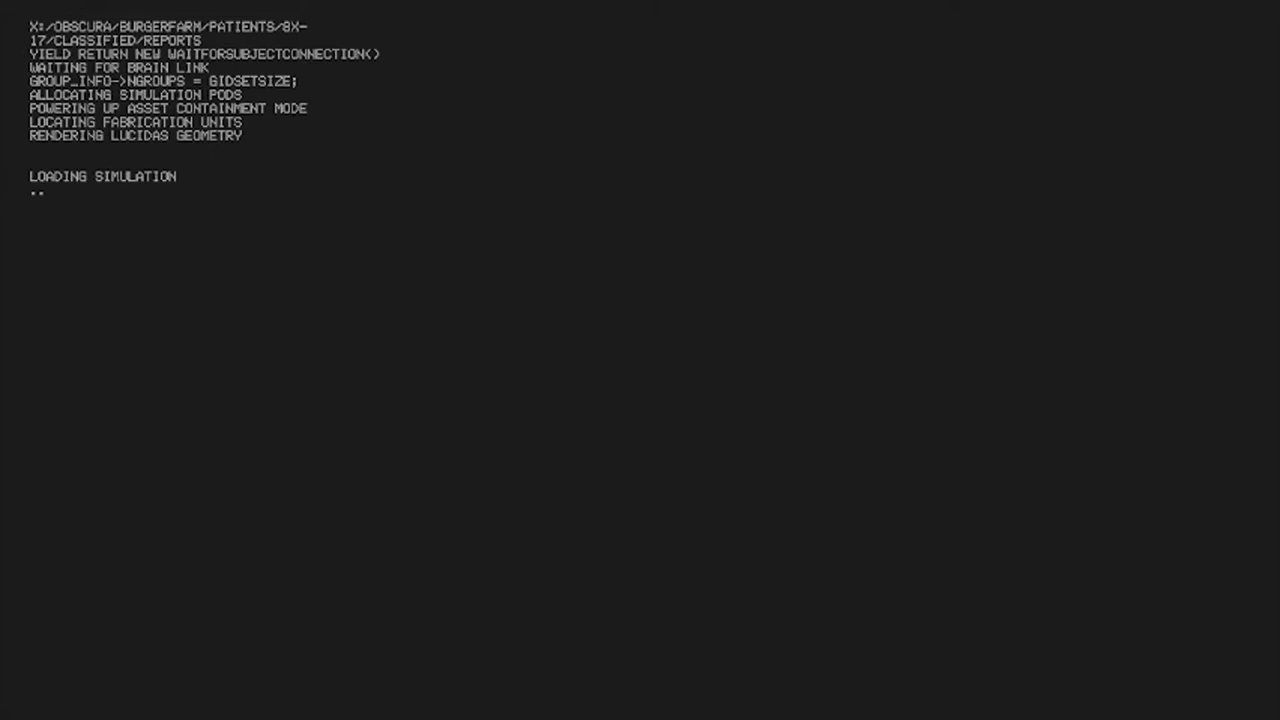 X:/OBSCURA/BURGERFARM/PATIENTS/8X-
17/CLASSIFIED/REPORTS
YIELD RETURN NEW WAITFORSUBJECTCONNECTION()
WAITING FOR BRAIN LINK
GROUP_INFO->NGROUPS = GIDSETSIZE;
ALLOCATING SIMULATION PODS
POWERING UP ASSET CONTAINMENT MODE
LOCATING FABRICATION UNITS
RENDERING LUCIDAS GEOMETRY
LOADING SIMULATION
..